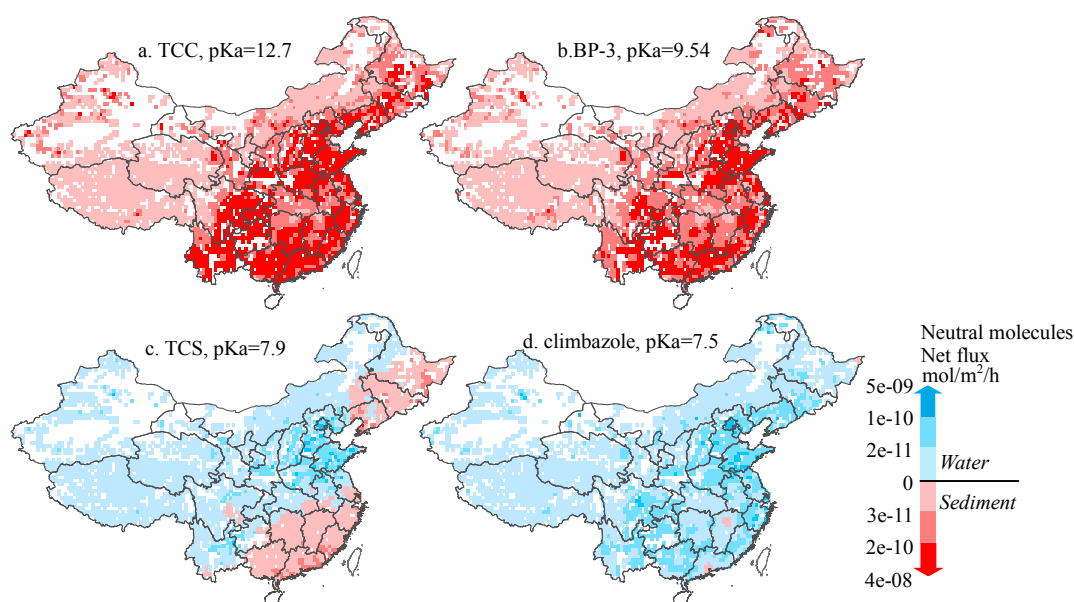 a. TCC, pKa=12.7
b.BP-3, pKa=9.54
c. TCS, pKa=7.9
d. climbazole, pKa=7.5
Neutral molecules
Net flux
mol/m²/h
5e-09
1e-10
2e-11
Water
0
Sediment
3e-11
2e-10
4e-08